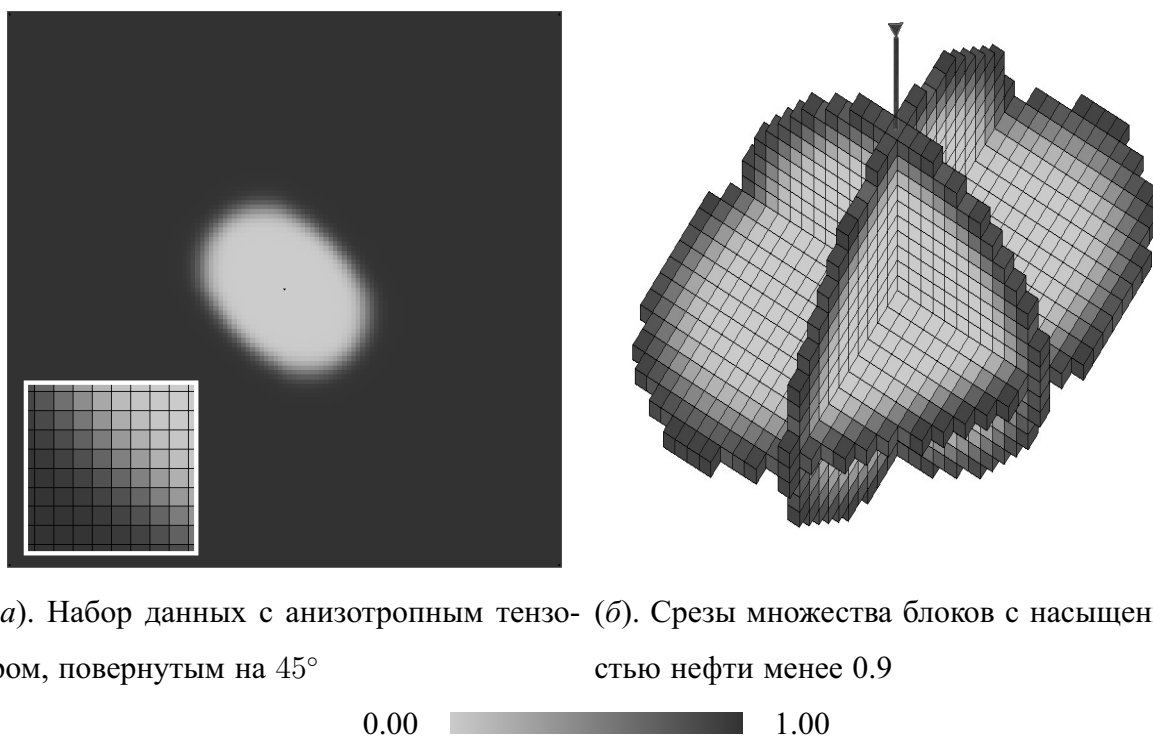 а). Набор данных с анизотропным тензо-
ром, повернутым на 45°
(б). Срезы множества блоков с насыщен
стью нефти менее 0.9
0.00 1.00